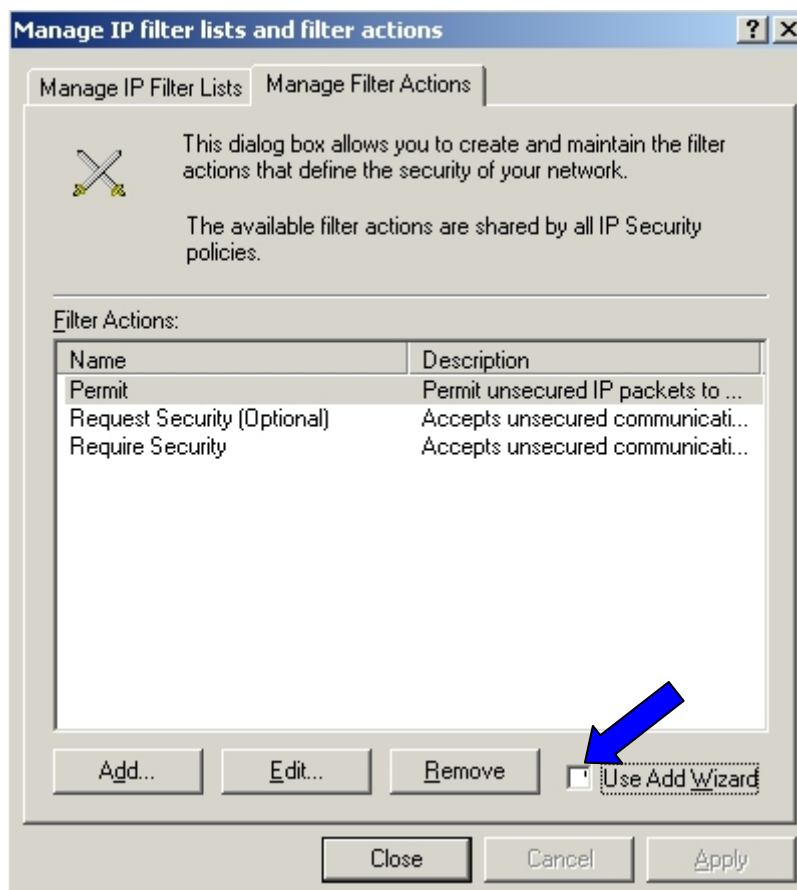 Manage IP filter lists and filter actions
Manage IP Filter Lists
Manage Filter Actions
This dialog box allows you to create and maintain the filter
actions that define the security of your network.
The available filter actions are shared by all IP Security
policies.
Filter Actions:
Name Description
Permit Permit unsecured IP packets to ...
Request Security (Optional) Accepts unsecured communicati...
Require Security Accepts unsecured communicati...
Add... Edit... Remove Use Add Wizard
Close Cancel Apply